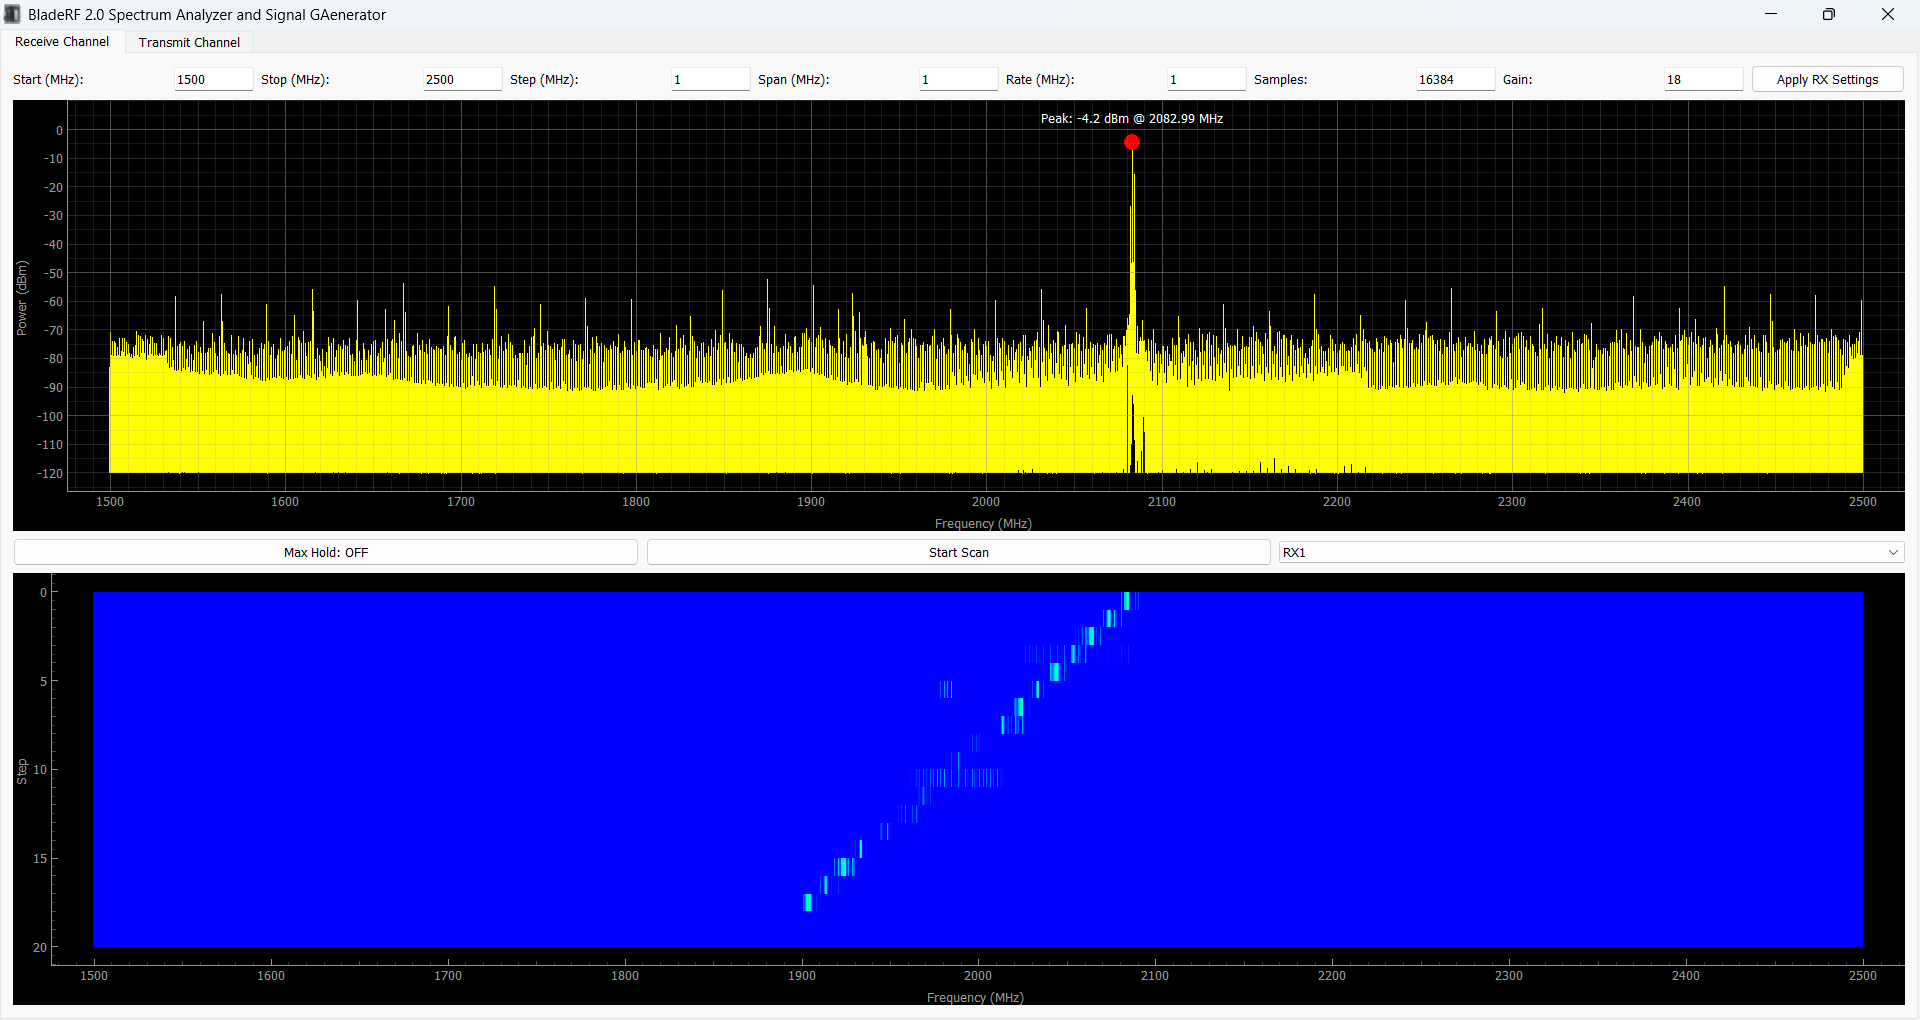 BladeRF 2.0 Spectrum Analyzer and Signal GAenerator
Receive Channel Transmit Channel
Start (MHz): 1500 Stop (MHz): 2500 Step (MHz): 1 Span (MHz): 1 Rate (MHz): 1 Samples: 16384 Gain: 18 Apply RX Settings
Peak: -4.2 dBm @ 2082.99 MHz
Power (dBm)
0
-10
-20
-30
-40
-50
-60
-70
-80
-90
-100
-110
-120
1500 1600 1700 1800 1900 2000 2100 2200 2300 2400 2500
Frequency (MHz)
Max Hold: OFF Start Scan RX1
Step
0
5
10
15
20
1500 1600 1700 1800 1900 2000 2100 2200 2300 2400 2500
Frequency (MHz)